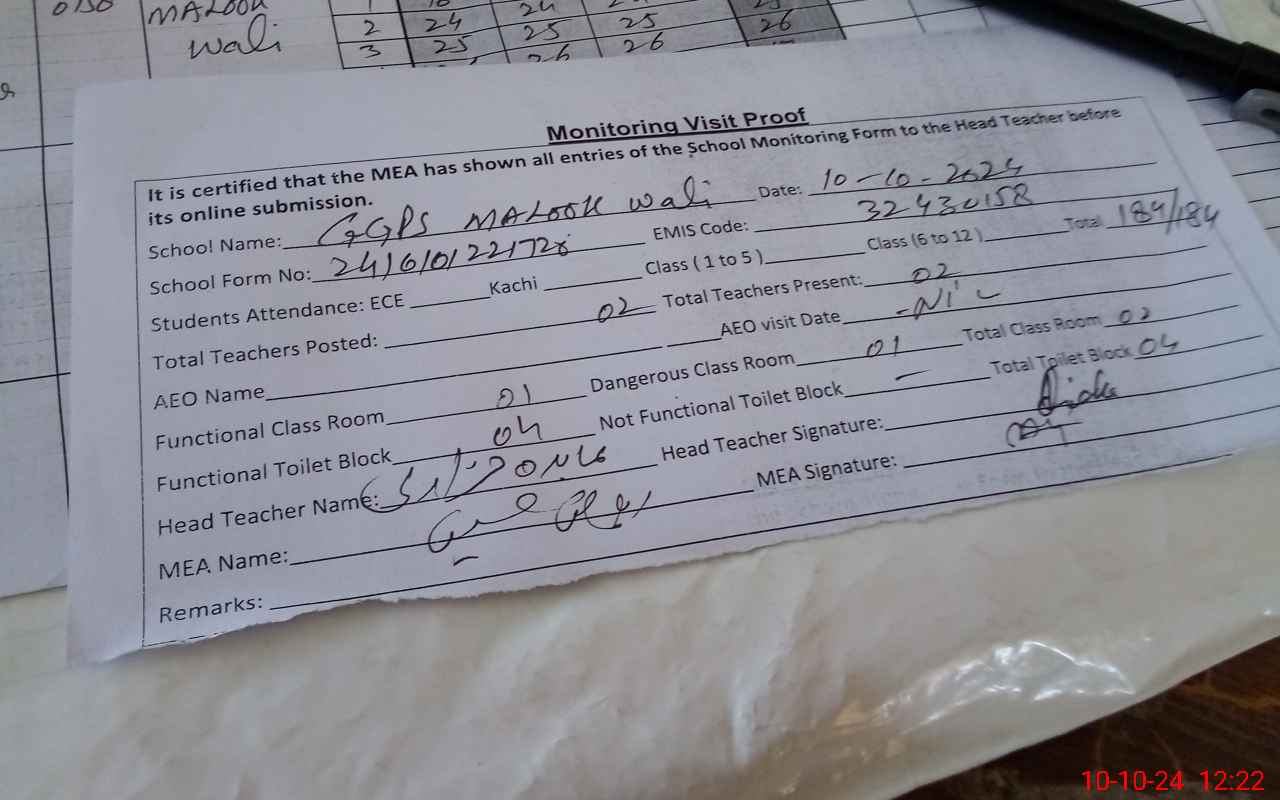 0158 MALOOK 1
Wali 2 24 24 25 25 26
3 25 26 26
Monitoring Visit Proof
It is certified that the MEA has shown all entries of the School Monitoring Form to the Head Teacher before
its online submission.
School Name: GGPS MALOOK wali Date: 10-10-2024
School Form No: EMIS Code: 32430158
Students Attendance: ECE Kachi Class ( 1 to 5 ) Class (6 to 12 ) Total 184/184
Total Teachers Posted: 02 Total Teachers Present: 02
AEO Name AEO visit Date -Nil
Functional Class Room 01 Dangerous Class Room 01 Total Class Room 02
Functional Toilet Block 04 Not Functional Toilet Block — Total Toilet Block 04
Head Teacher Name: Head Teacher Signature:
MEA Name: MEA Signature:
Remarks:
10-10-24 12:22